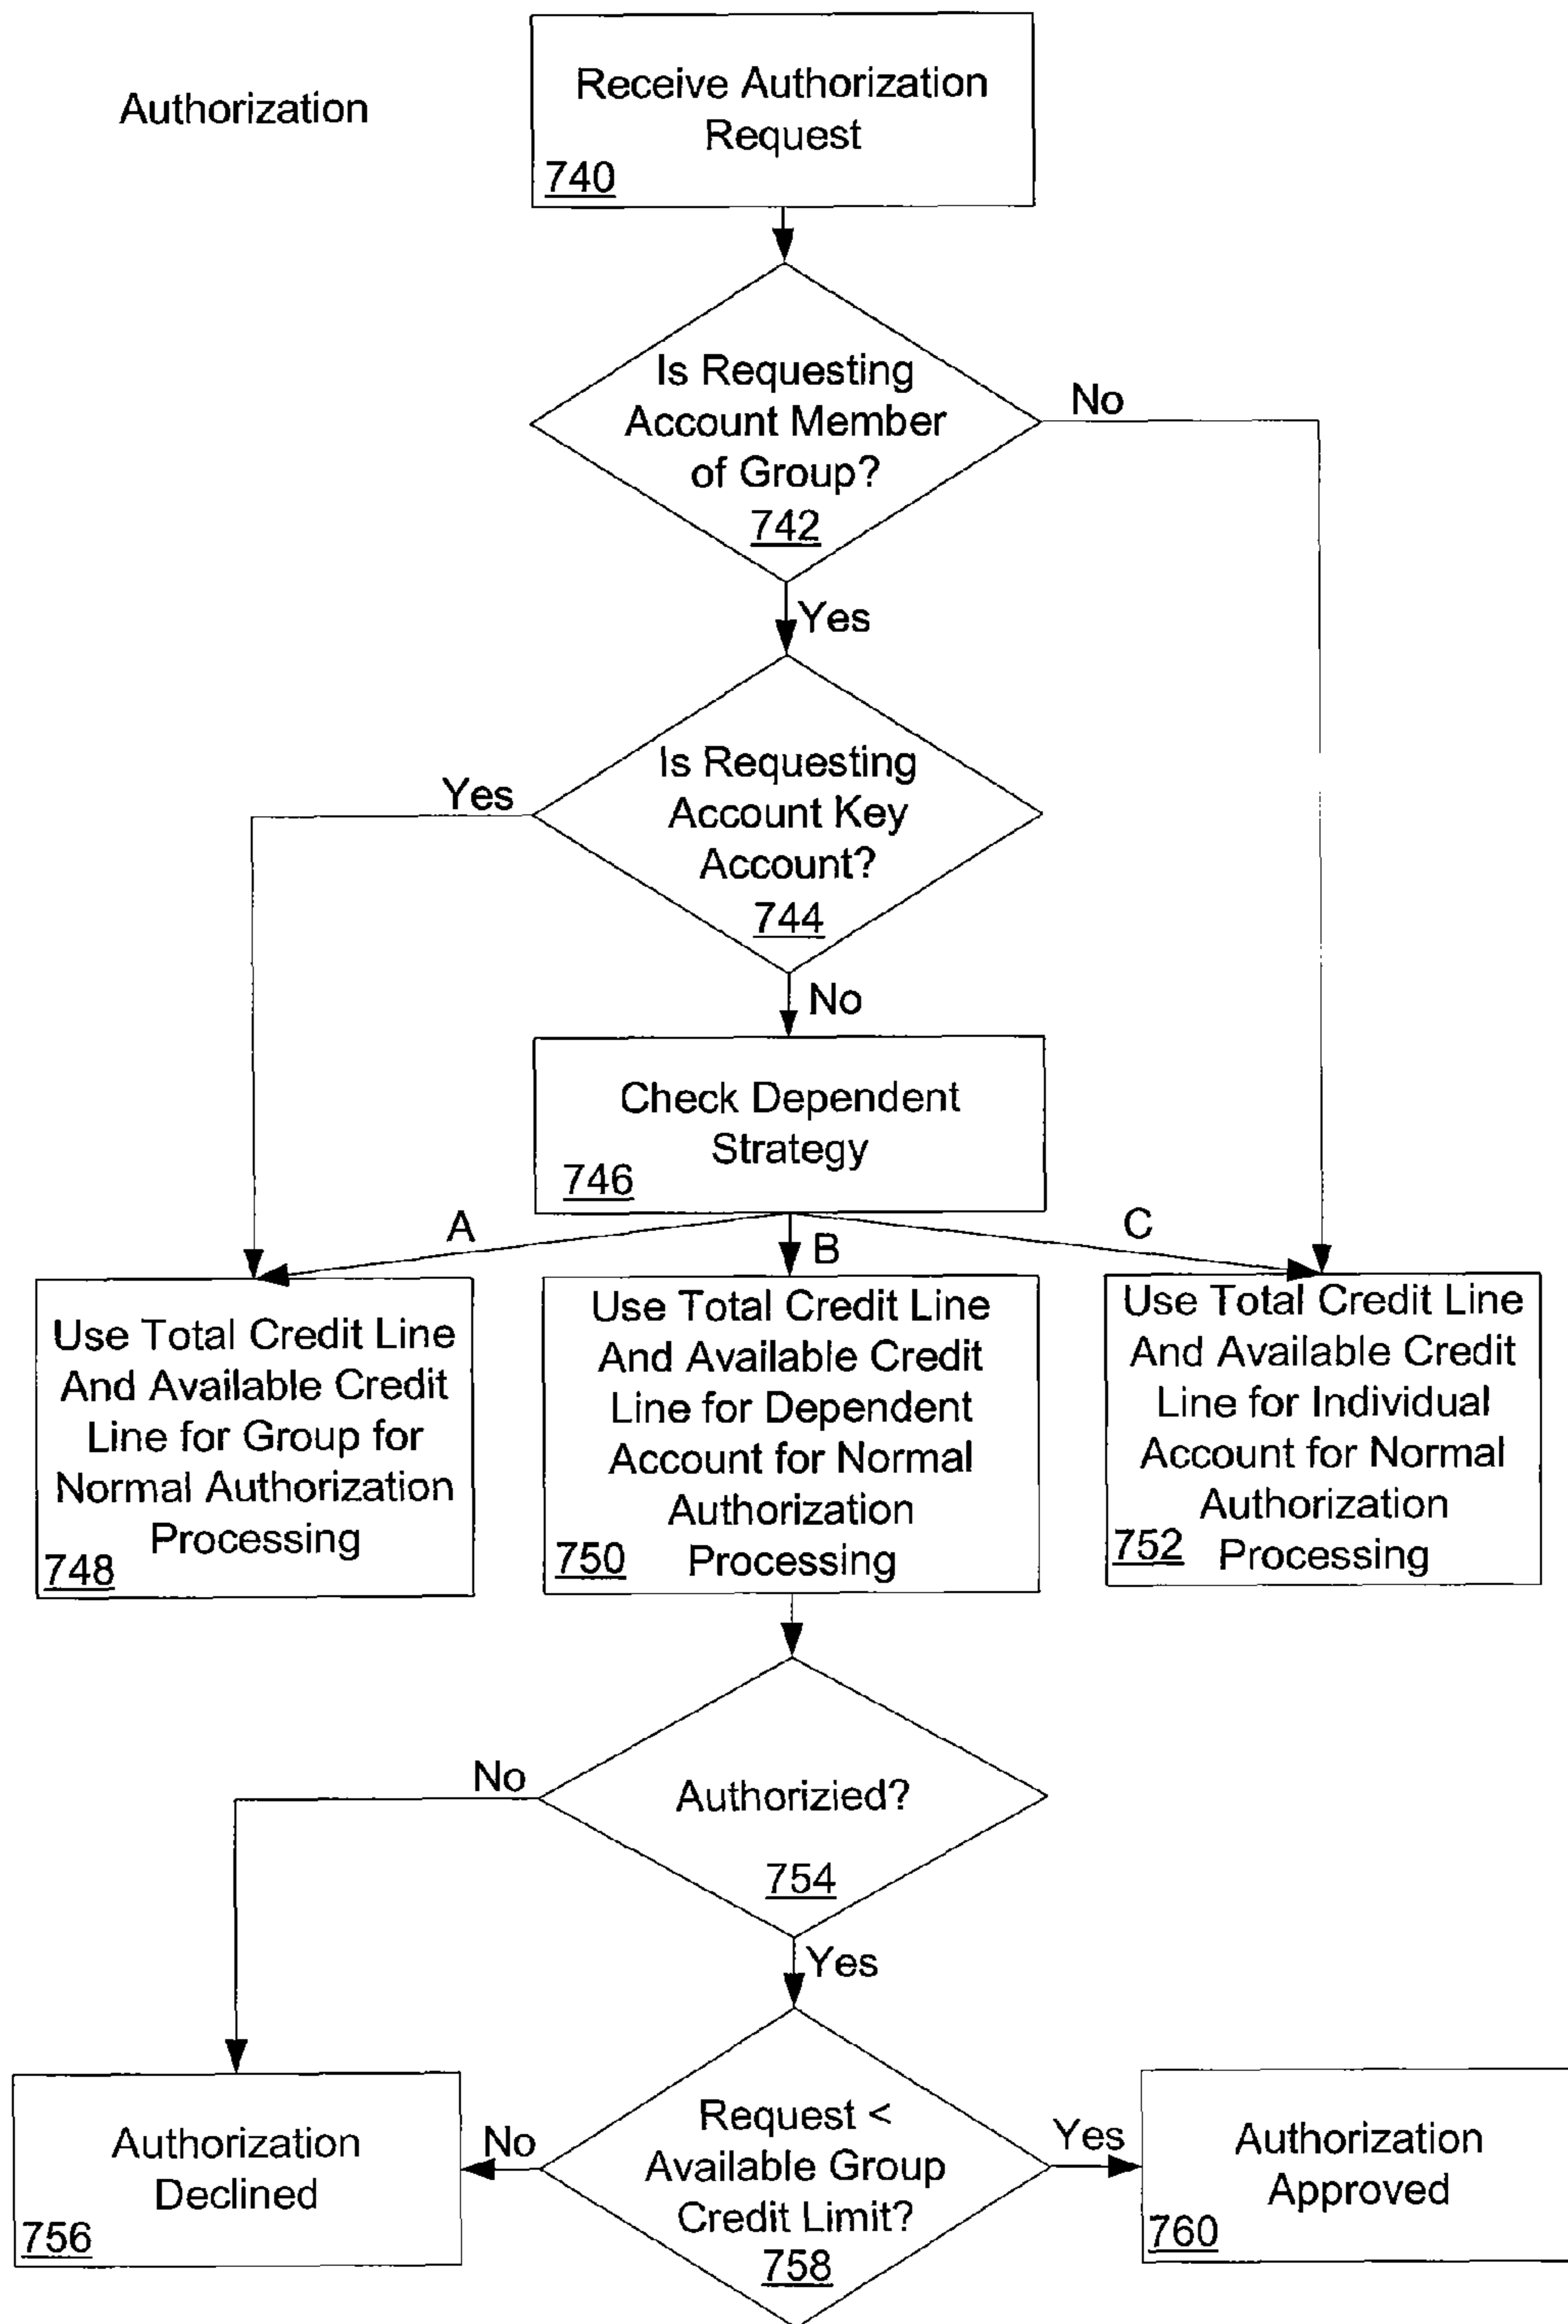 Authorization
Receive Authorization
Request
740
Is Requesting
Account Member
of Group?
742
No
Yes
Is Requesting
Account Key
Account?
744
Yes
No
Check Dependent
Strategy
746
A
B
C
Use Total Credit Line
And Available Credit
Line for Group for
Normal Authorization
Processing
748
Use Total Credit Line
And Available Credit
Line for Dependent
Account for Normal
Authorization
Processing
750
Use Total Credit Line
And Available Credit
Line for Individual
Account for Normal
Authorization
Processing
752
Authorizied?
754
No
Yes
Authorization
Declined
756
No
Request <
Available Group
Credit Limit?
758
Yes
Authorization
Approved
760